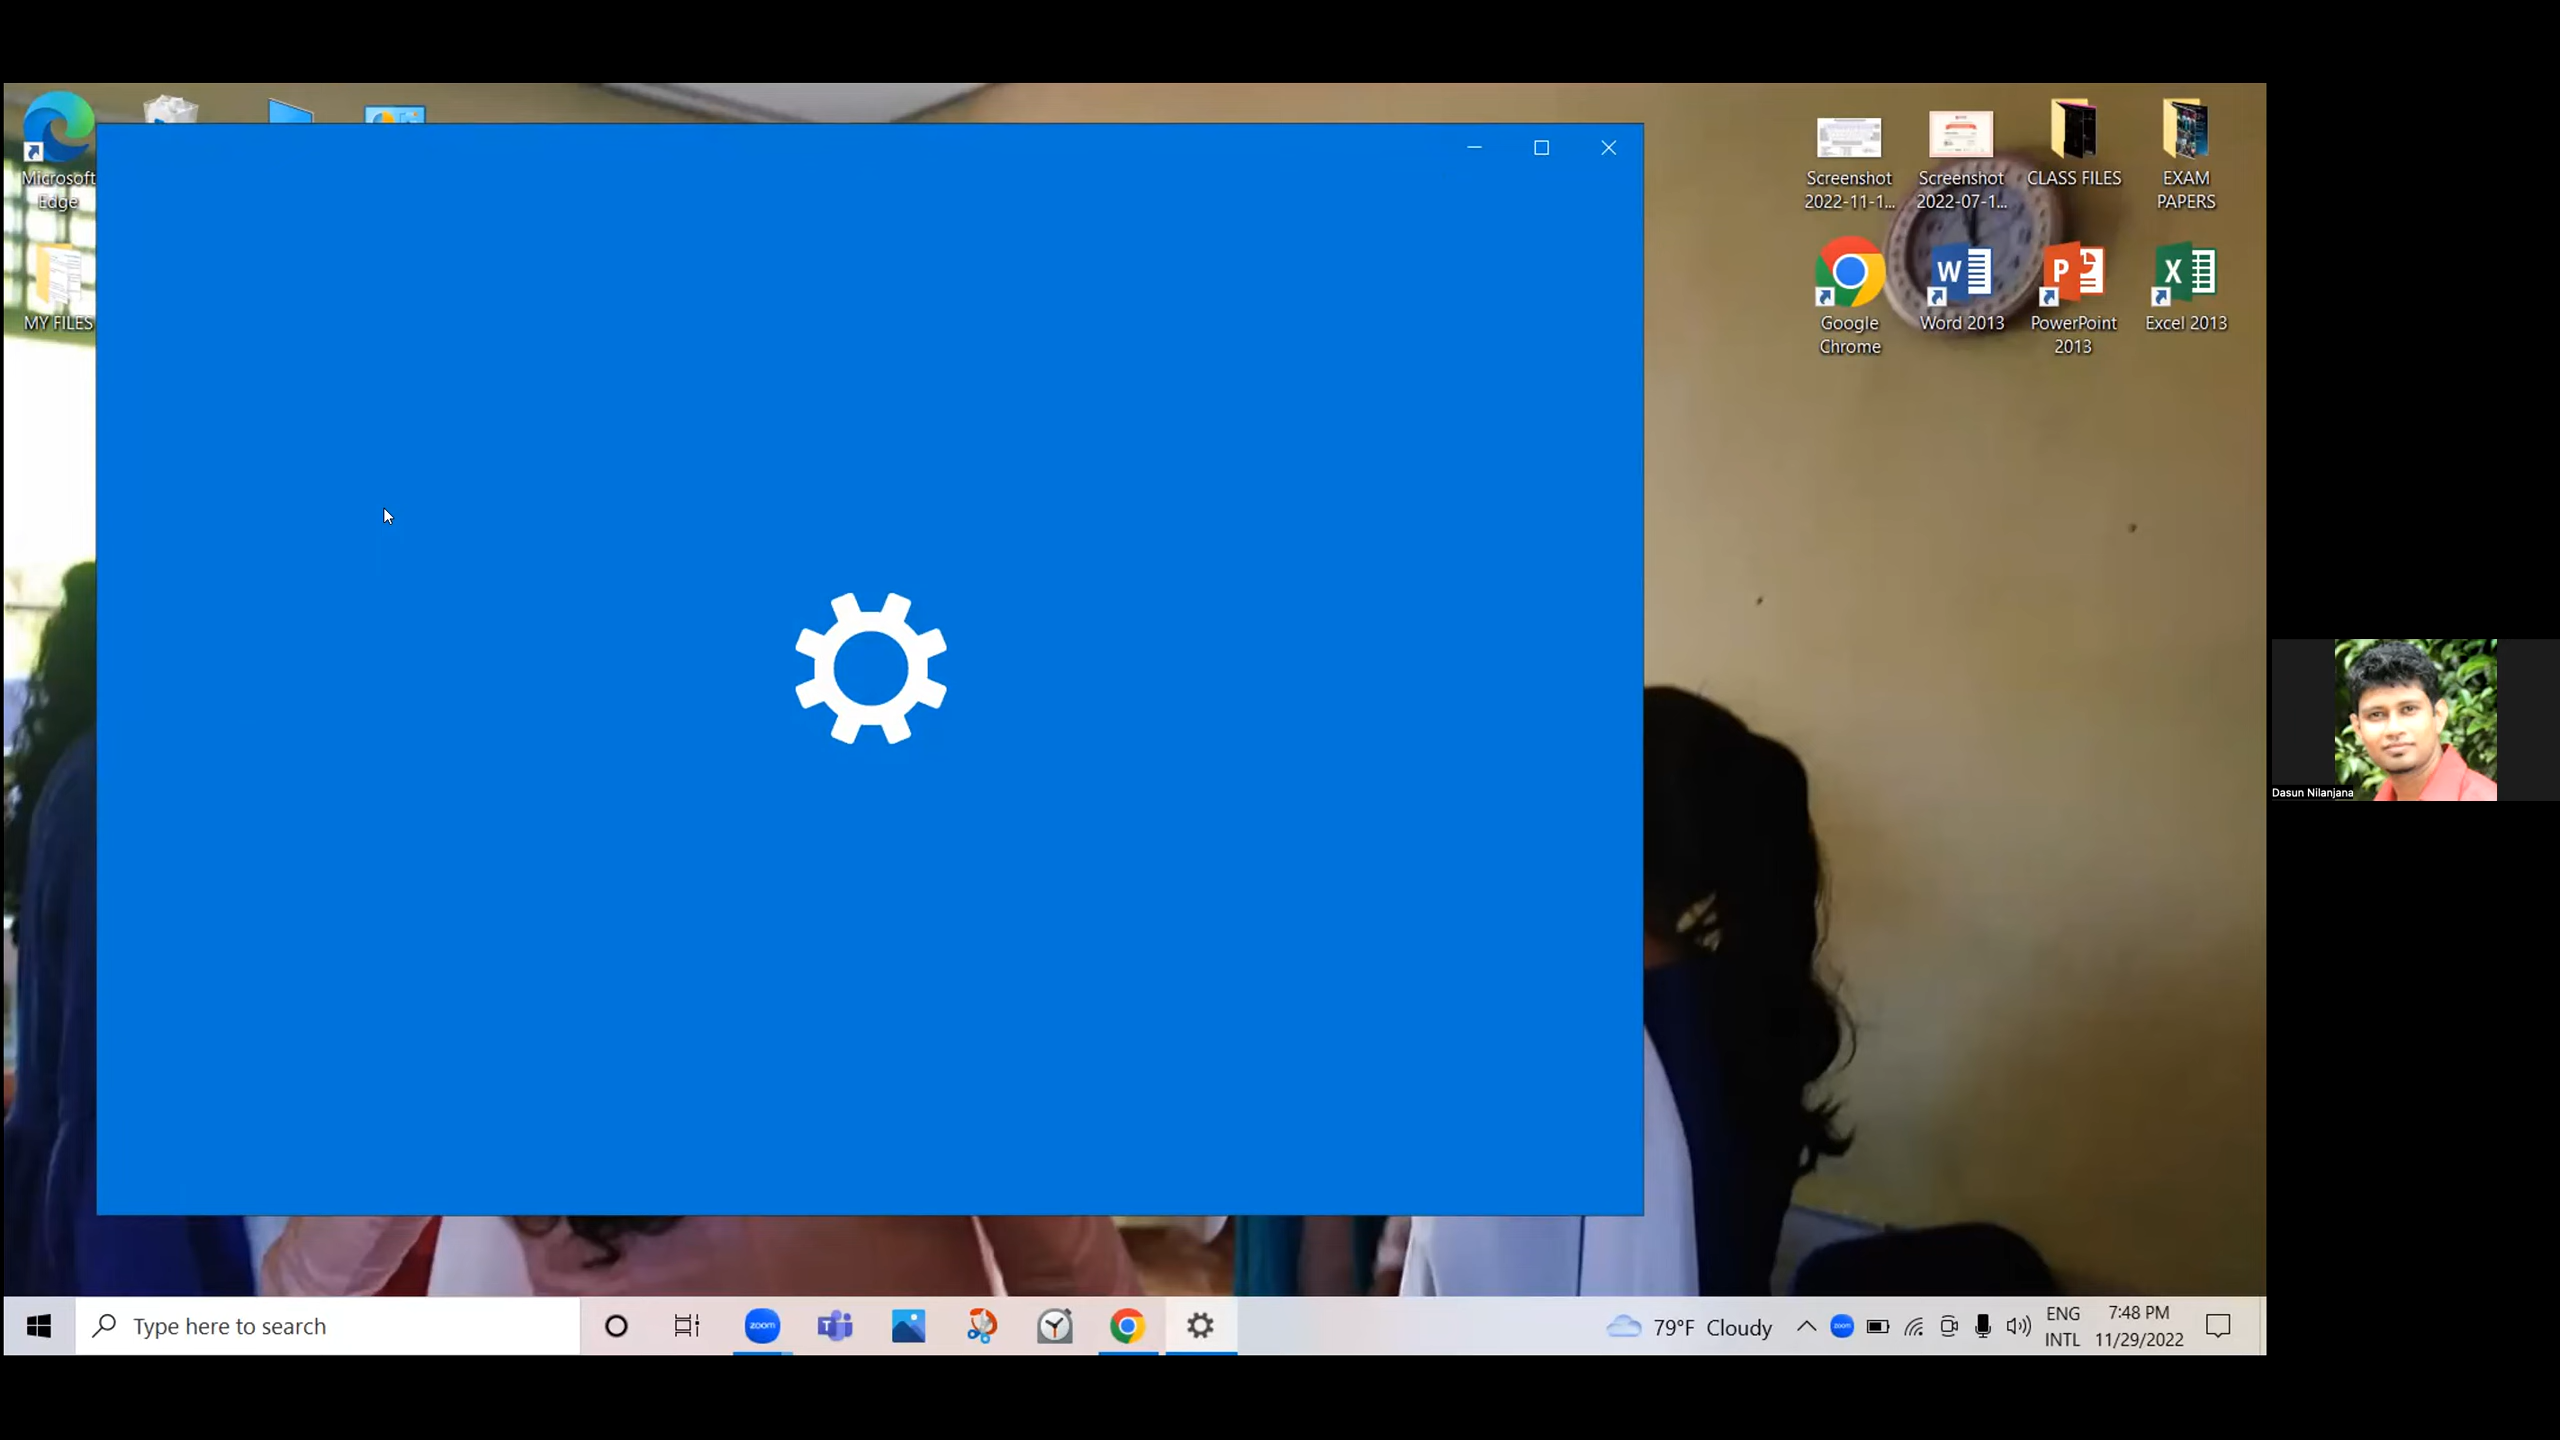 Microsoft
Edge
MY FILES
Screenshot
2022-11-1...
Screenshot
2022-07-1...
CLASS FILES
EXAM
PAPERS
Google
Chrome
Word 2013
PowerPoint
2013
Excel 2013
Dasun Nilanjana
Type here to search
zoom
79°F Cloudy
zoom
ENG
INTL
7:48 PM
11/29/2022